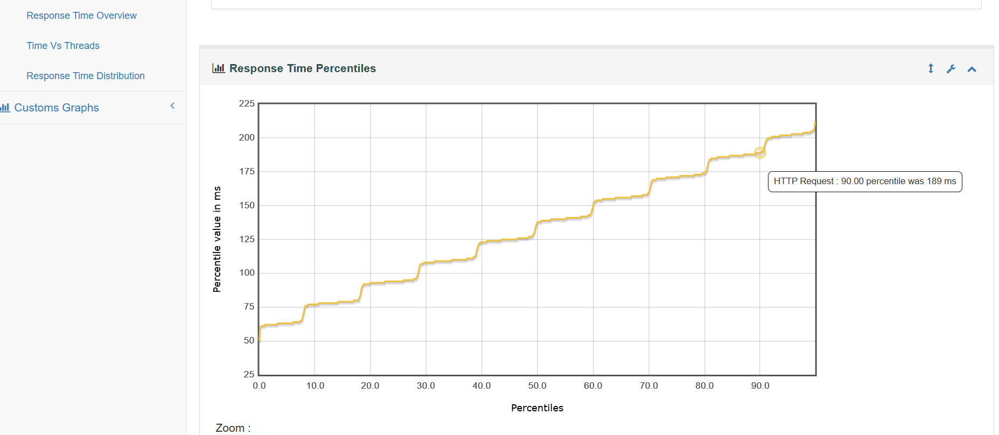 Response Time Overview
Time Vs Threads
Response Time Distribution
Customs Graphs
Response Time Percentiles
225
200
175
150
125
100
75
50
25
Percentile value in ms
HTTP Request : 90.00 percentile was 189 ms
0.0 10.0 20.0 30.0 40.0 50.0 60.0 70.0 80.0 90.0
Percentiles
Zoom :